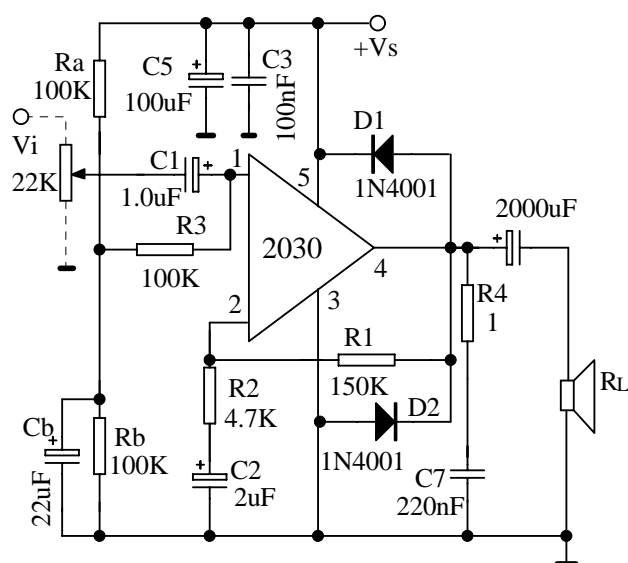 +Vs
Ra
100K
C5
+
100uF
C3
100nF
Vi
22K
C1
+
1.0uF
1
5
D1
1N4001
R3
100K
2030
4
2000uF
+
2
3
R1
150K
R4
1
R2
4.7K
D2
1N4001
RL
Cb
+
22uF
Rb
100K
+
C2
2uF
C7
220nF